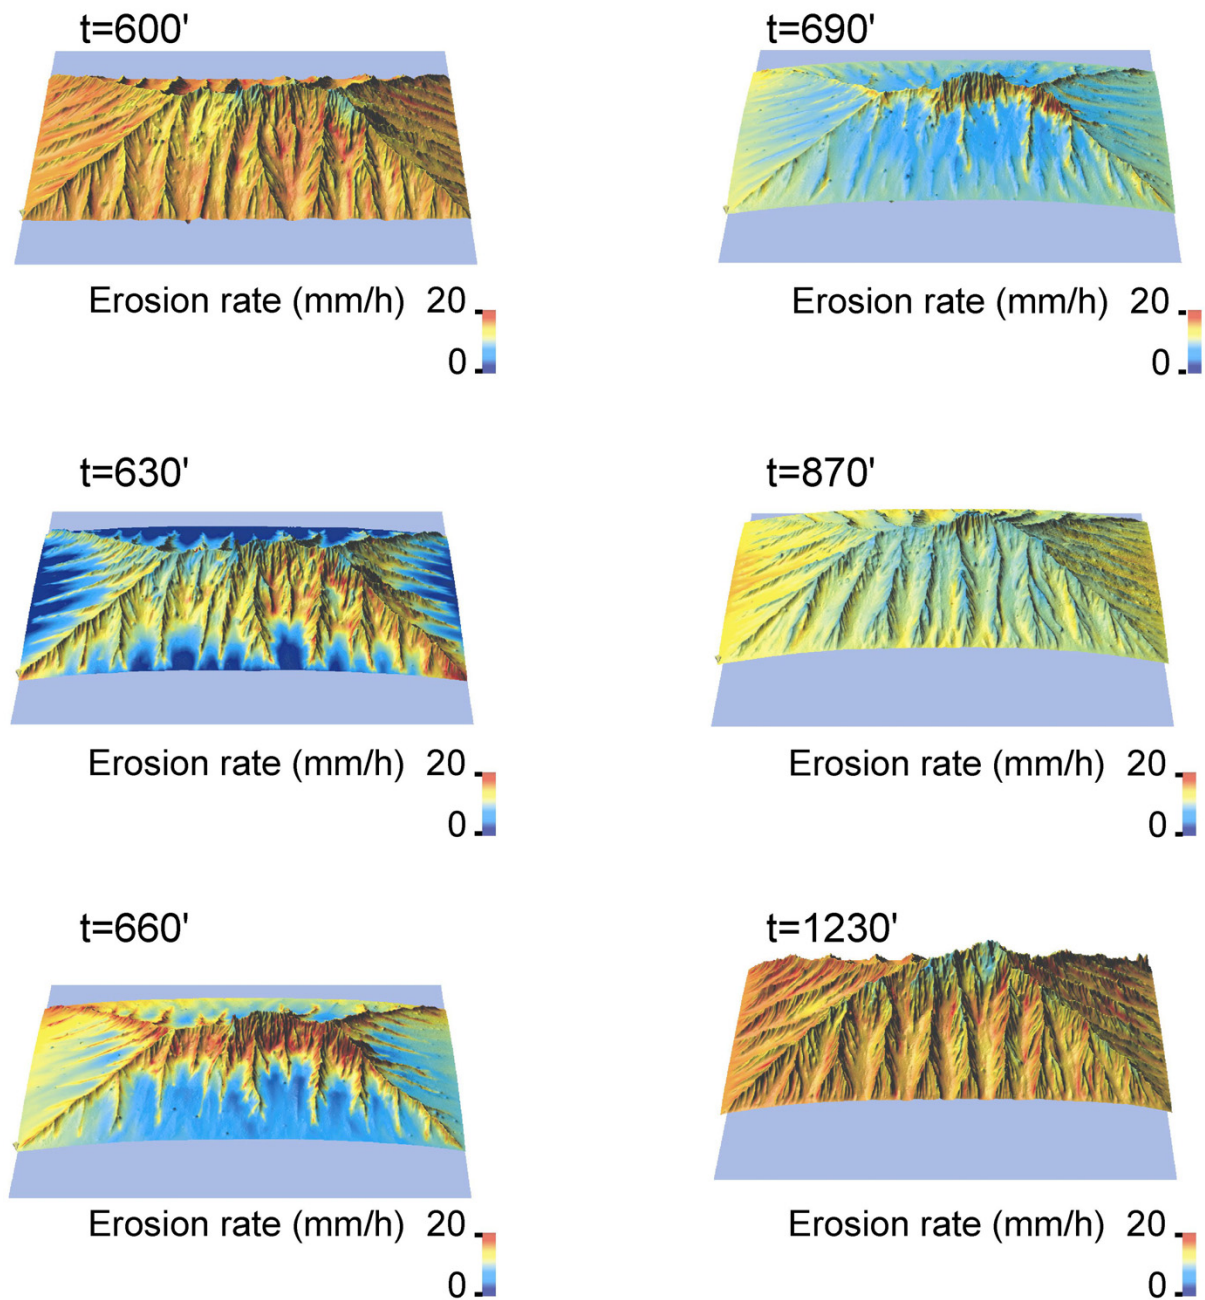 t=600'
Erosion rate (mm/h) 20
0
t=690'
Erosion rate (mm/h) 20
0
t=630'
Erosion rate (mm/h) 20
0
t=870'
Erosion rate (mm/h) 20
0
t=660'
Erosion rate (mm/h) 20
0
t=1230'
Erosion rate (mm/h) 20
0